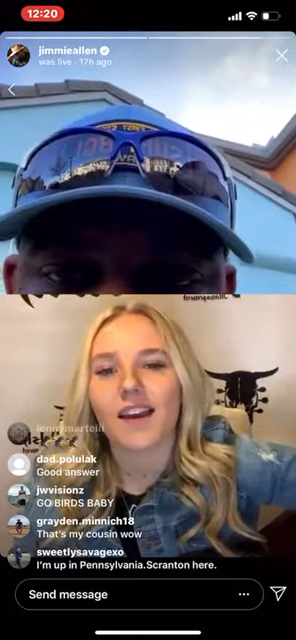 12:20
jimmieallen
was live · 17h ago
lennymartelli
dad.polulak
Good answer
jwvisionz
GO BIRDS BABY
grayden.minnich18
That's my cousin wow
sweetlysavagexo
I'm up in Pennsylvania.Scranton here.
Send message